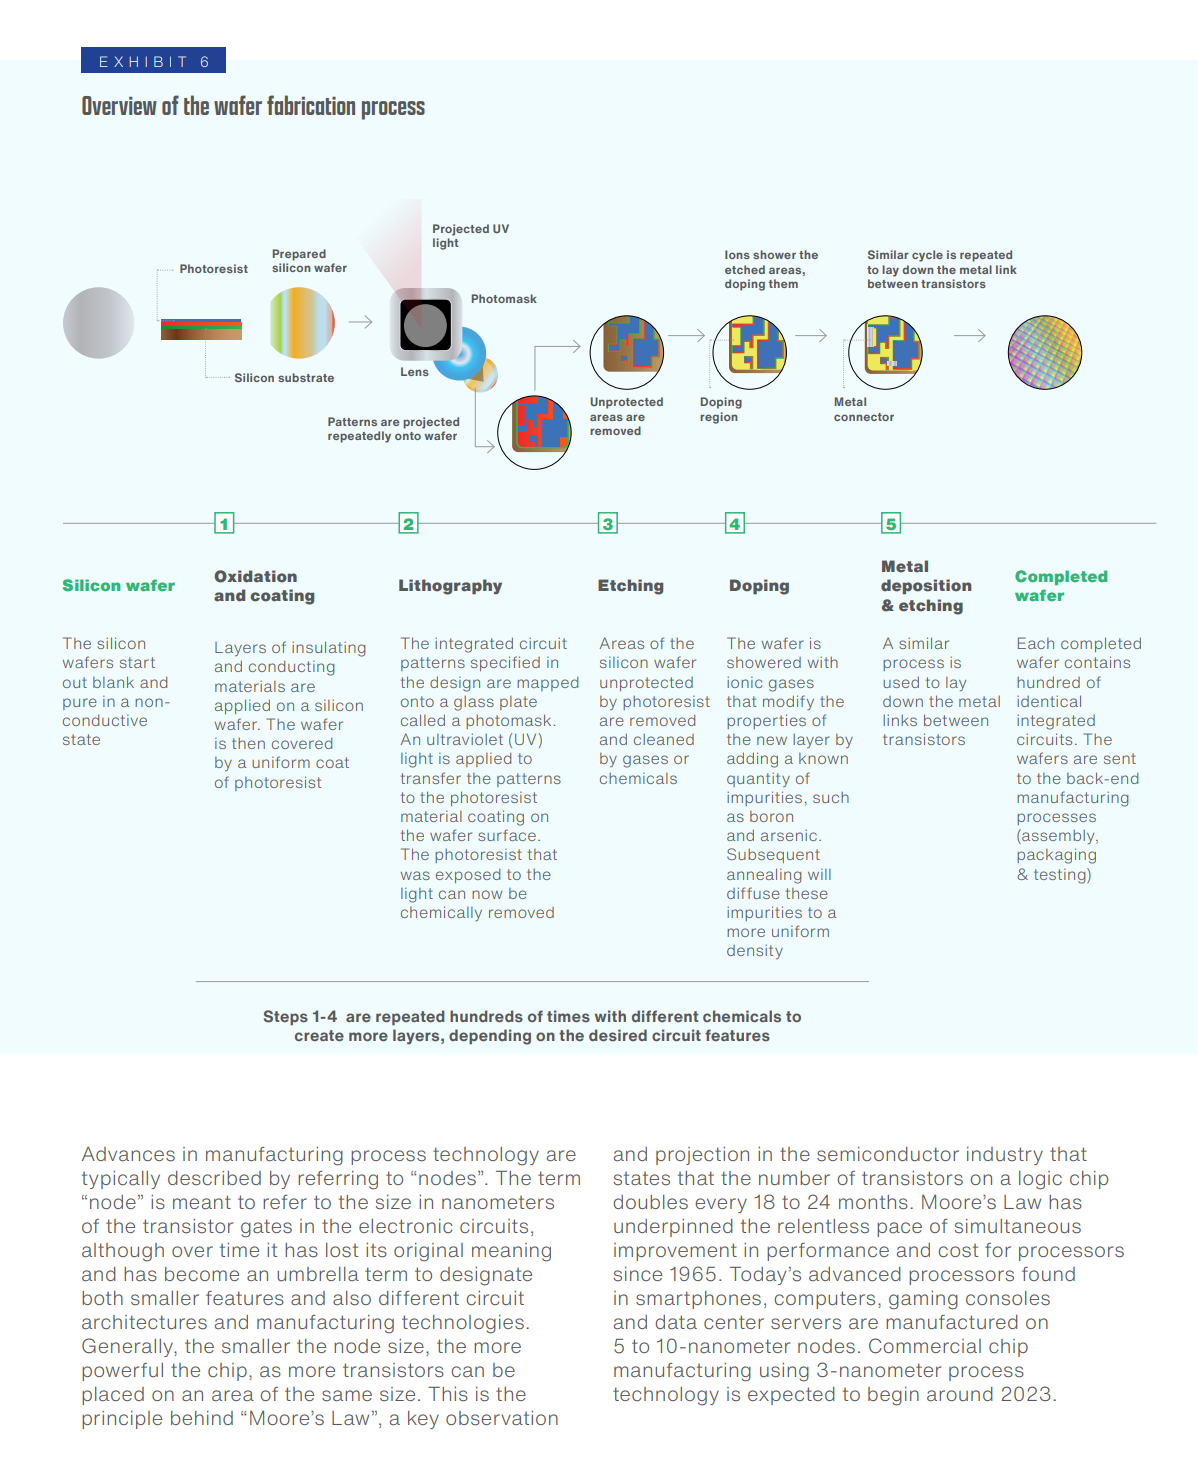 EXHIBIT 6
Overview of the wafer fabrication process
Projected UV
light
Prepared
silicon wafer
Photoresist
Photomask
Ions shower the
etched areas,
doping them
Similar cycle is repeated
to lay down the metal link
between transistors
Lens
Silicon substrate
Patterns are projected
repeatedly onto wafer
Unprotected
areas are
removed
Doping
region
Metal
connector
1
2
3
4
5
Silicon wafer
The silicon
wafers start
out blank and
pure in a non-
conductive
state
Oxidation
and coating
Layers of insulating
and conducting
materials are
applied on a silicon
wafer. The wafer
is then covered
by a uniform coat
of photoresist
Lithography
The integrated circuit
patterns specified in
the design are mapped
onto a glass plate
called a photomask.
An ultraviolet (UV)
light is applied to
transfer the patterns
to the photoresist
material coating on
the wafer surface.
The photoresist that
was exposed to the
light can now be
chemically removed
Etching
Areas of the
silicon wafer
unprotected
by photoresist
are removed
and cleaned
by gases or
chemicals
Doping
The wafer is
showered with
ionic gases
that modify the
properties of
the new layer by
adding a known
quantity of
impurities, such
as boron
and arsenic.
Subsequent
annealing will
diffuse these
impurities to a
more uniform
density
Metal
deposition
& etching
A similar
process is
used to lay
down the metal
links between
transistors
Completed
wafer
Each completed
wafer contains
hundred of
identical
integrated
circuits. The
wafers are sent
to the back-end
manufacturing
processes
(assembly,
packaging
& testing)
Steps 1-4 are repeated hundreds of times with different chemicals to
create more layers, depending on the desired circuit features
Advances in manufacturing process technology are
typically described by referring to “nodes”. The term
“node” is meant to refer to the size in nanometers
of the transistor gates in the electronic circuits,
although over time it has lost its original meaning
and has become an umbrella term to designate
both smaller features and also different circuit
architectures and manufacturing technologies.
Generally, the smaller the node size, the more
powerful the chip, as more transistors can be
placed on an area of the same size. This is the
principle behind “Moore’s Law”, a key observation
and projection in the semiconductor industry that
states that the number of transistors on a logic chip
doubles every 18 to 24 months. Moore’s Law has
underpinned the relentless pace of simultaneous
improvement in performance and cost for processors
since 1965. Today’s advanced processors found
in smartphones, computers, gaming consoles
and data center servers are manufactured on
5 to 10-nanometer nodes. Commercial chip
manufacturing using 3-nanometer process
technology is expected to begin around 2023.